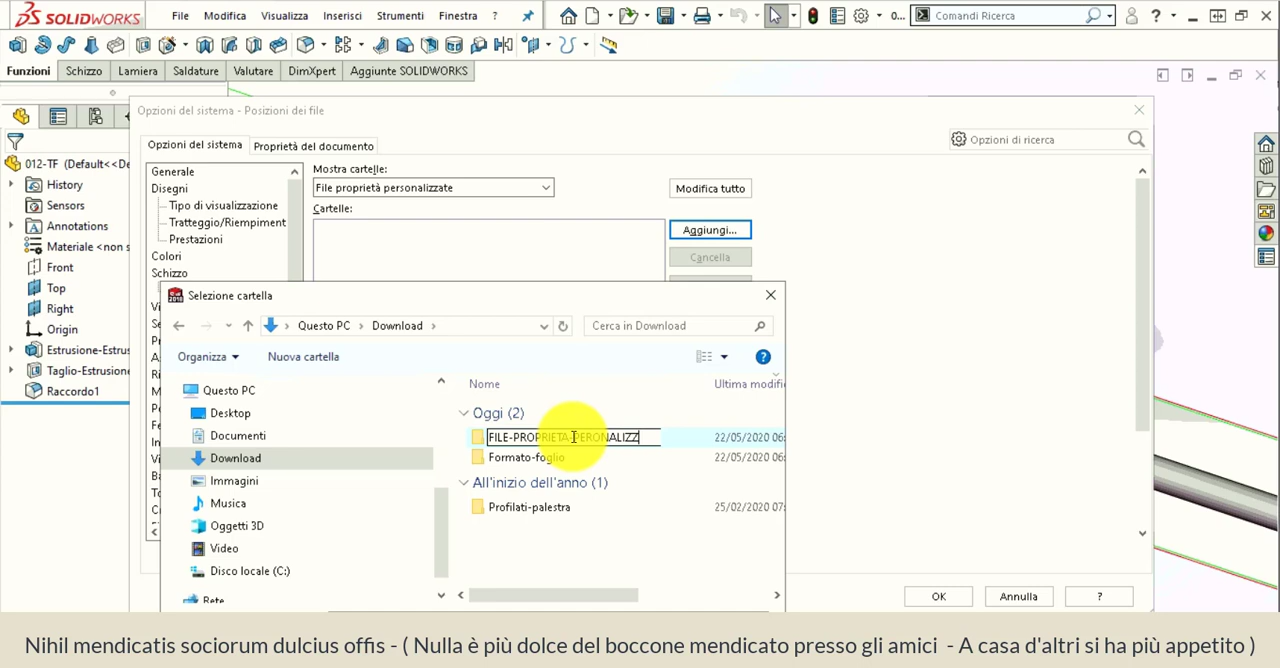 SOLIDWORKS File Modifica Visualizza Inserisci Strumenti Finestra ? 0... Comandi Ricerca ?
Funzioni Schizzo Lamiera Saldature Valutare DimXpert Aggiunte SOLIDWORKS
Opzioni del sistema - Posizioni dei file
Opzioni del sistema Proprietà del documento
Opzioni di ricerca
012-TF (Default<<De
History
Sensors
Annotations
Materiale <non s
Front
Top
Right
Origin
Estrusione-Estrus
Taglio-Estrusione
Raccordo1
Generale
Disegni
Tipo di visualizzazione
Tratteggio/Riempiment
Prestazioni
Colori
Schizzo
Mostra cartelle:
File proprietà personalizzate
Modifica tutto
Cartelle:
Aggiungi...
Cancella
Selezione cartella
Questo PC > Download >
Cerca in Download
Organizza Nuova cartella
Questo PC
Desktop
Documenti
Download
Immagini
Musica
Oggetti 3D
Video
Disco locale (C:)
Rete
Nome Ultima modifi
Oggi (2)
FILE-PROPRIETA-PERONALIZZ 22/05/2020 06:
Formato-foglio 22/05/2020 06:
All'inizio dell'anno (1)
Profilati-palestra 25/02/2020 07:
OK Annulla ?
Nihil mendicatis sociorum dulcius offis - ( Nulla è più dolce del boccone mendicato presso gli amici - A casa d'altri si ha più appetito )